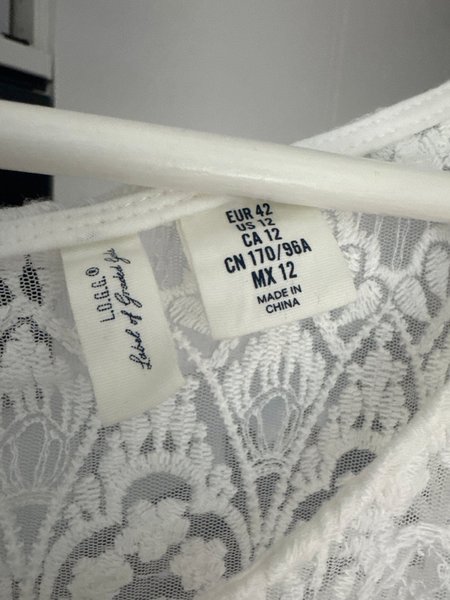 L.O.G.G.®
Label of Graded Goods
EUR 42
US 12
CA 12
CN 170/96A
MX 12
MADE IN
CHINA